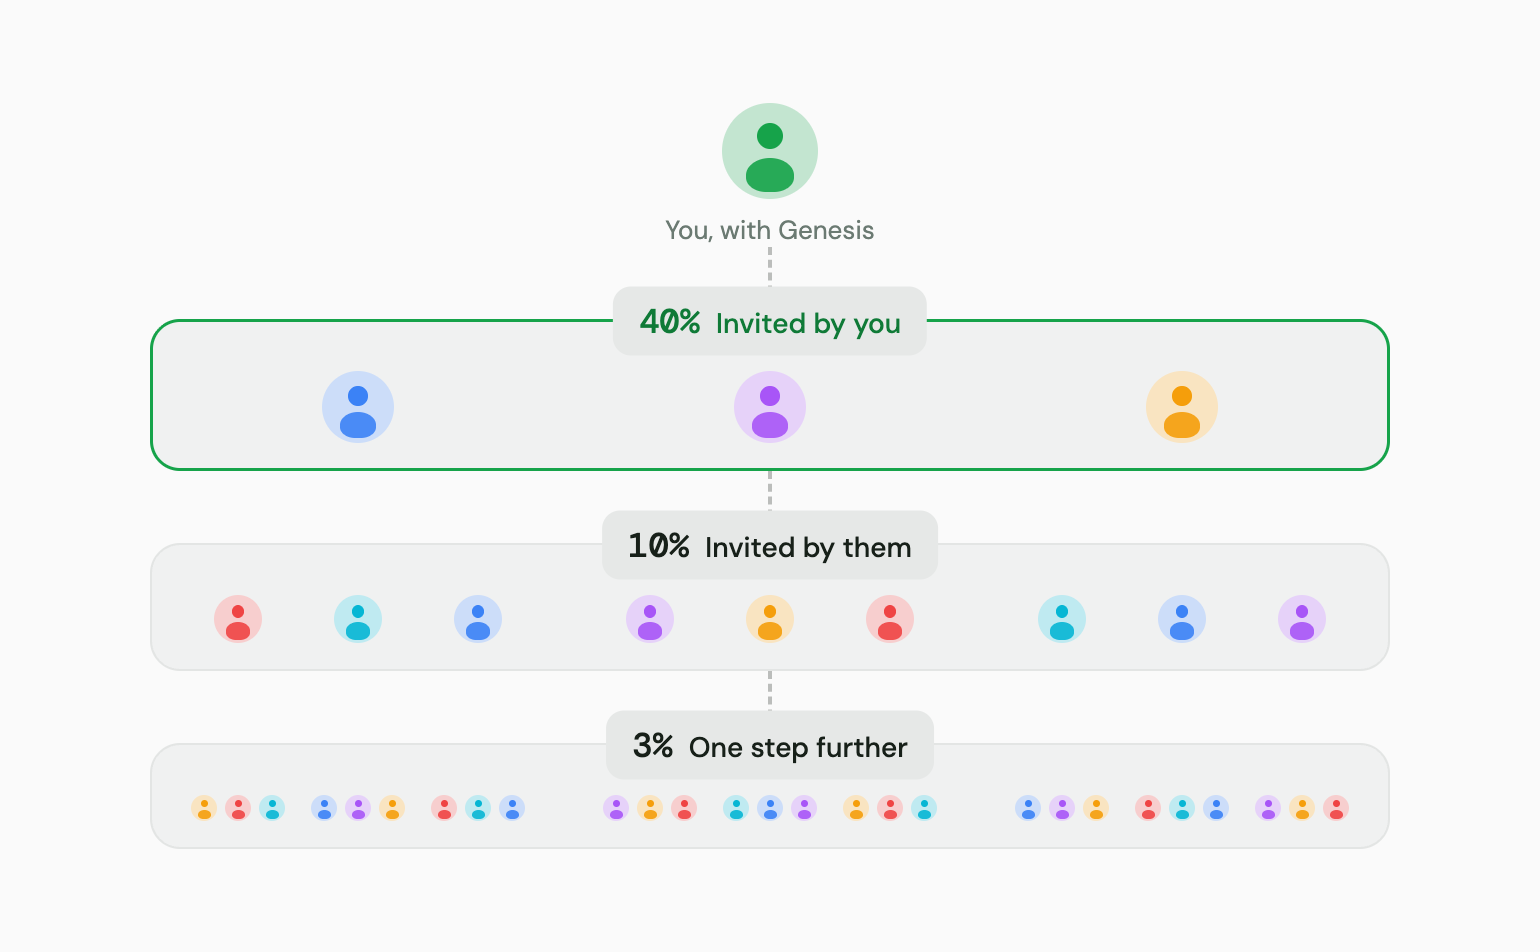 You, with Genesis
40% Invited by you
10% Invited by them
3% One step further